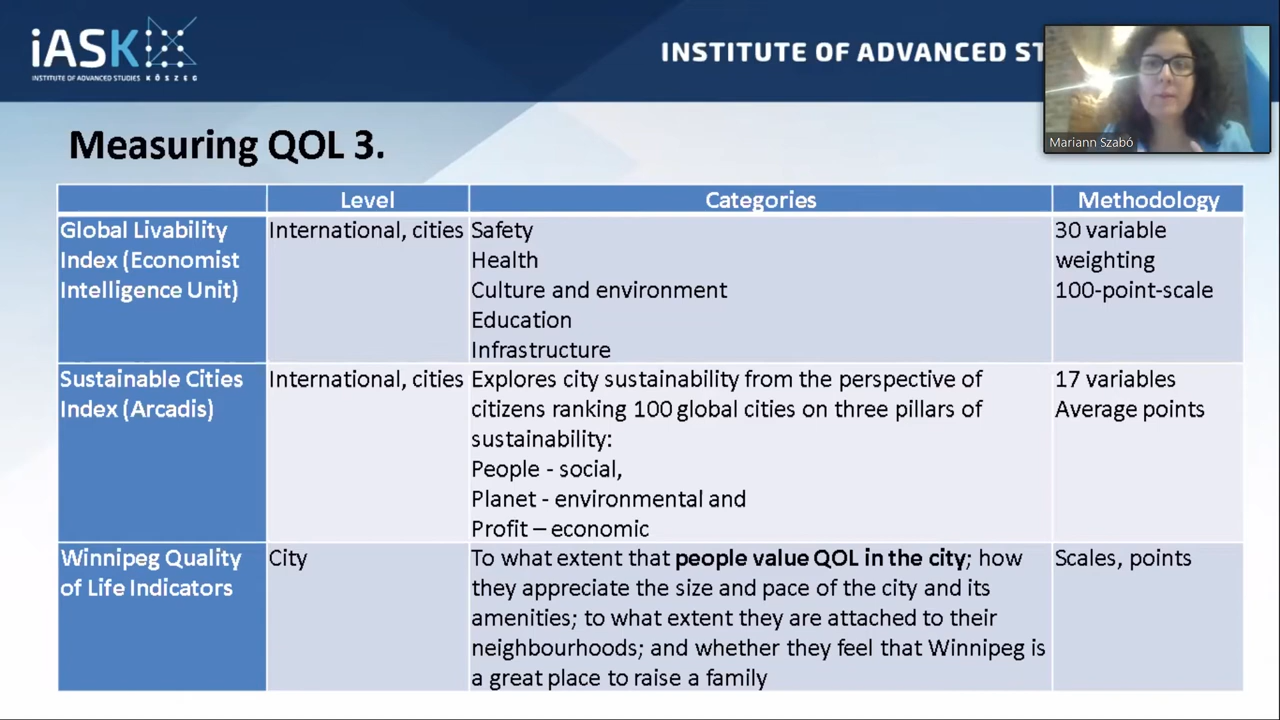 iASK
INSTITUTE OF ADVANCED STUDIES KŐSZEG
INSTITUTE OF ADVANCED ST
Mariann Szabó
Measuring QOL 3.
Level
Categories
Methodology
Global Livability
Index (Economist
Intelligence Unit)
International, cities
Safety
Health
Culture and environment
Education
Infrastructure
30 variable
weighting
100-point-scale
Sustainable Cities
Index (Arcadis)
International, cities
Explores city sustainability from the perspective of
citizens ranking 100 global cities on three pillars of
sustainability:
People - social,
Planet - environmental and
Profit – economic
17 variables
Average points
Winnipeg Quality
of Life Indicators
City
To what extent that people value QOL in the city; how
they appreciate the size and pace of the city and its
amenities; to what extent they are attached to their
neighbourhoods; and whether they feel that Winnipeg is
a great place to raise a family
Scales, points